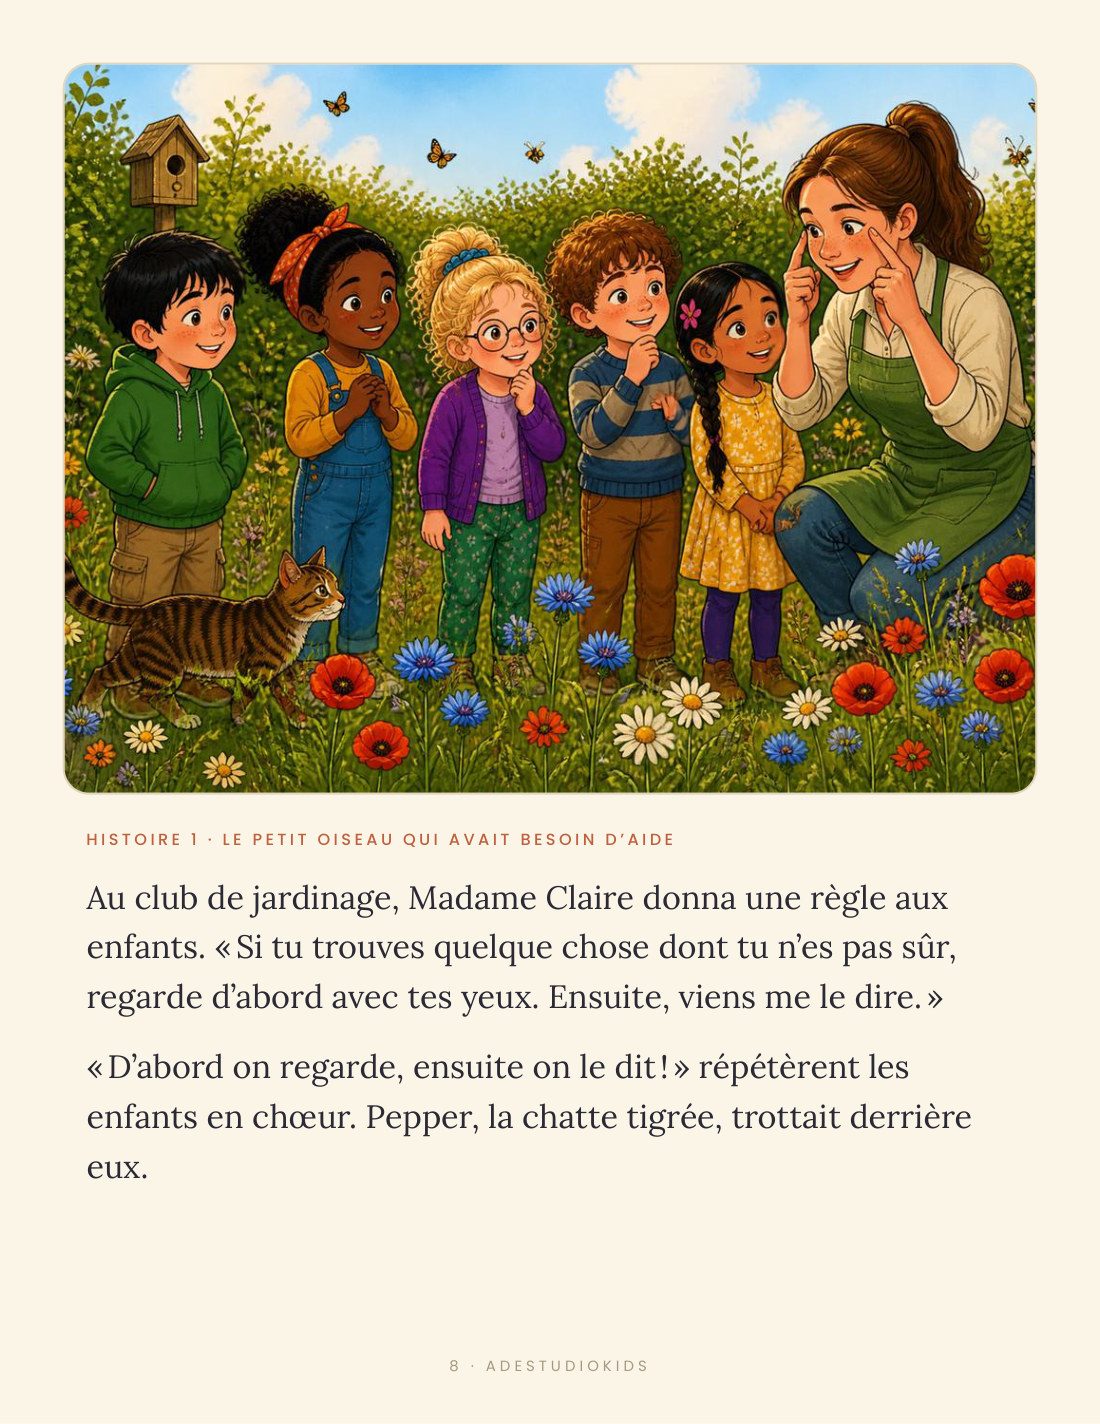 HISTOIRE 1 · LE PETIT OISEAU QUI AVAIT BESOIN D’AIDE
Au club de jardinage, Madame Claire donna une règle aux
enfants. « Si tu trouves quelque chose dont tu n’es pas sûr,
regarde d’abord avec tes yeux. Ensuite, viens me le dire. »
« D’abord on regarde, ensuite on le dit ! » répétèrent les
enfants en chœur. Pepper, la chatte tigrée, trottait derrière
eux.
8 · ADESTUDIOKIDS